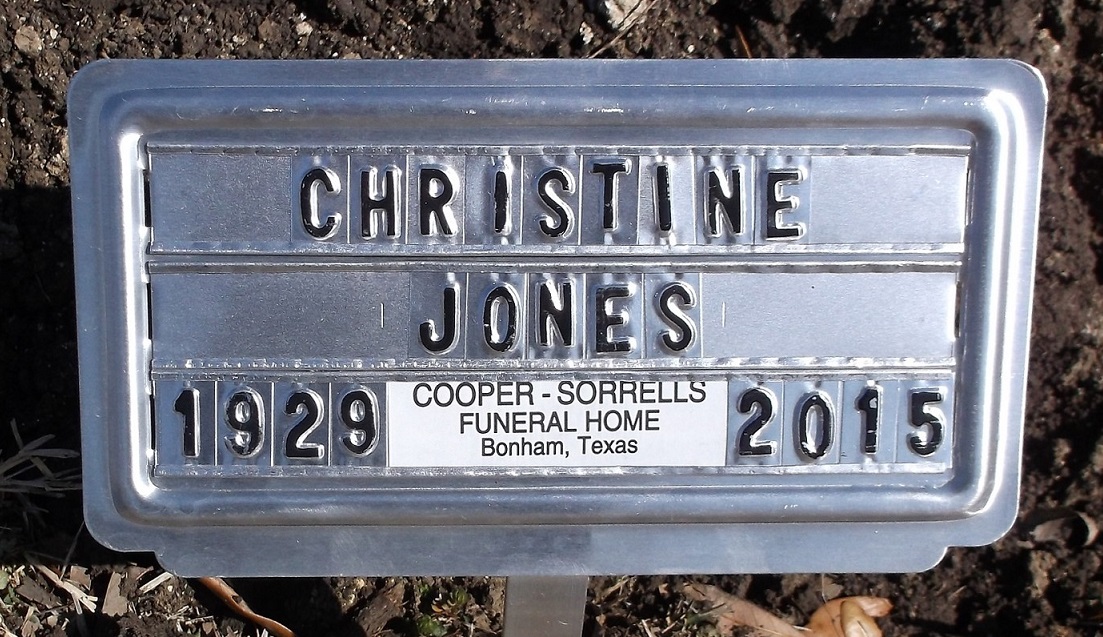 CHRISTINE
JONES
1929 COOPER - SORRELLS 2015
FUNERAL HOME
Bonham, Texas